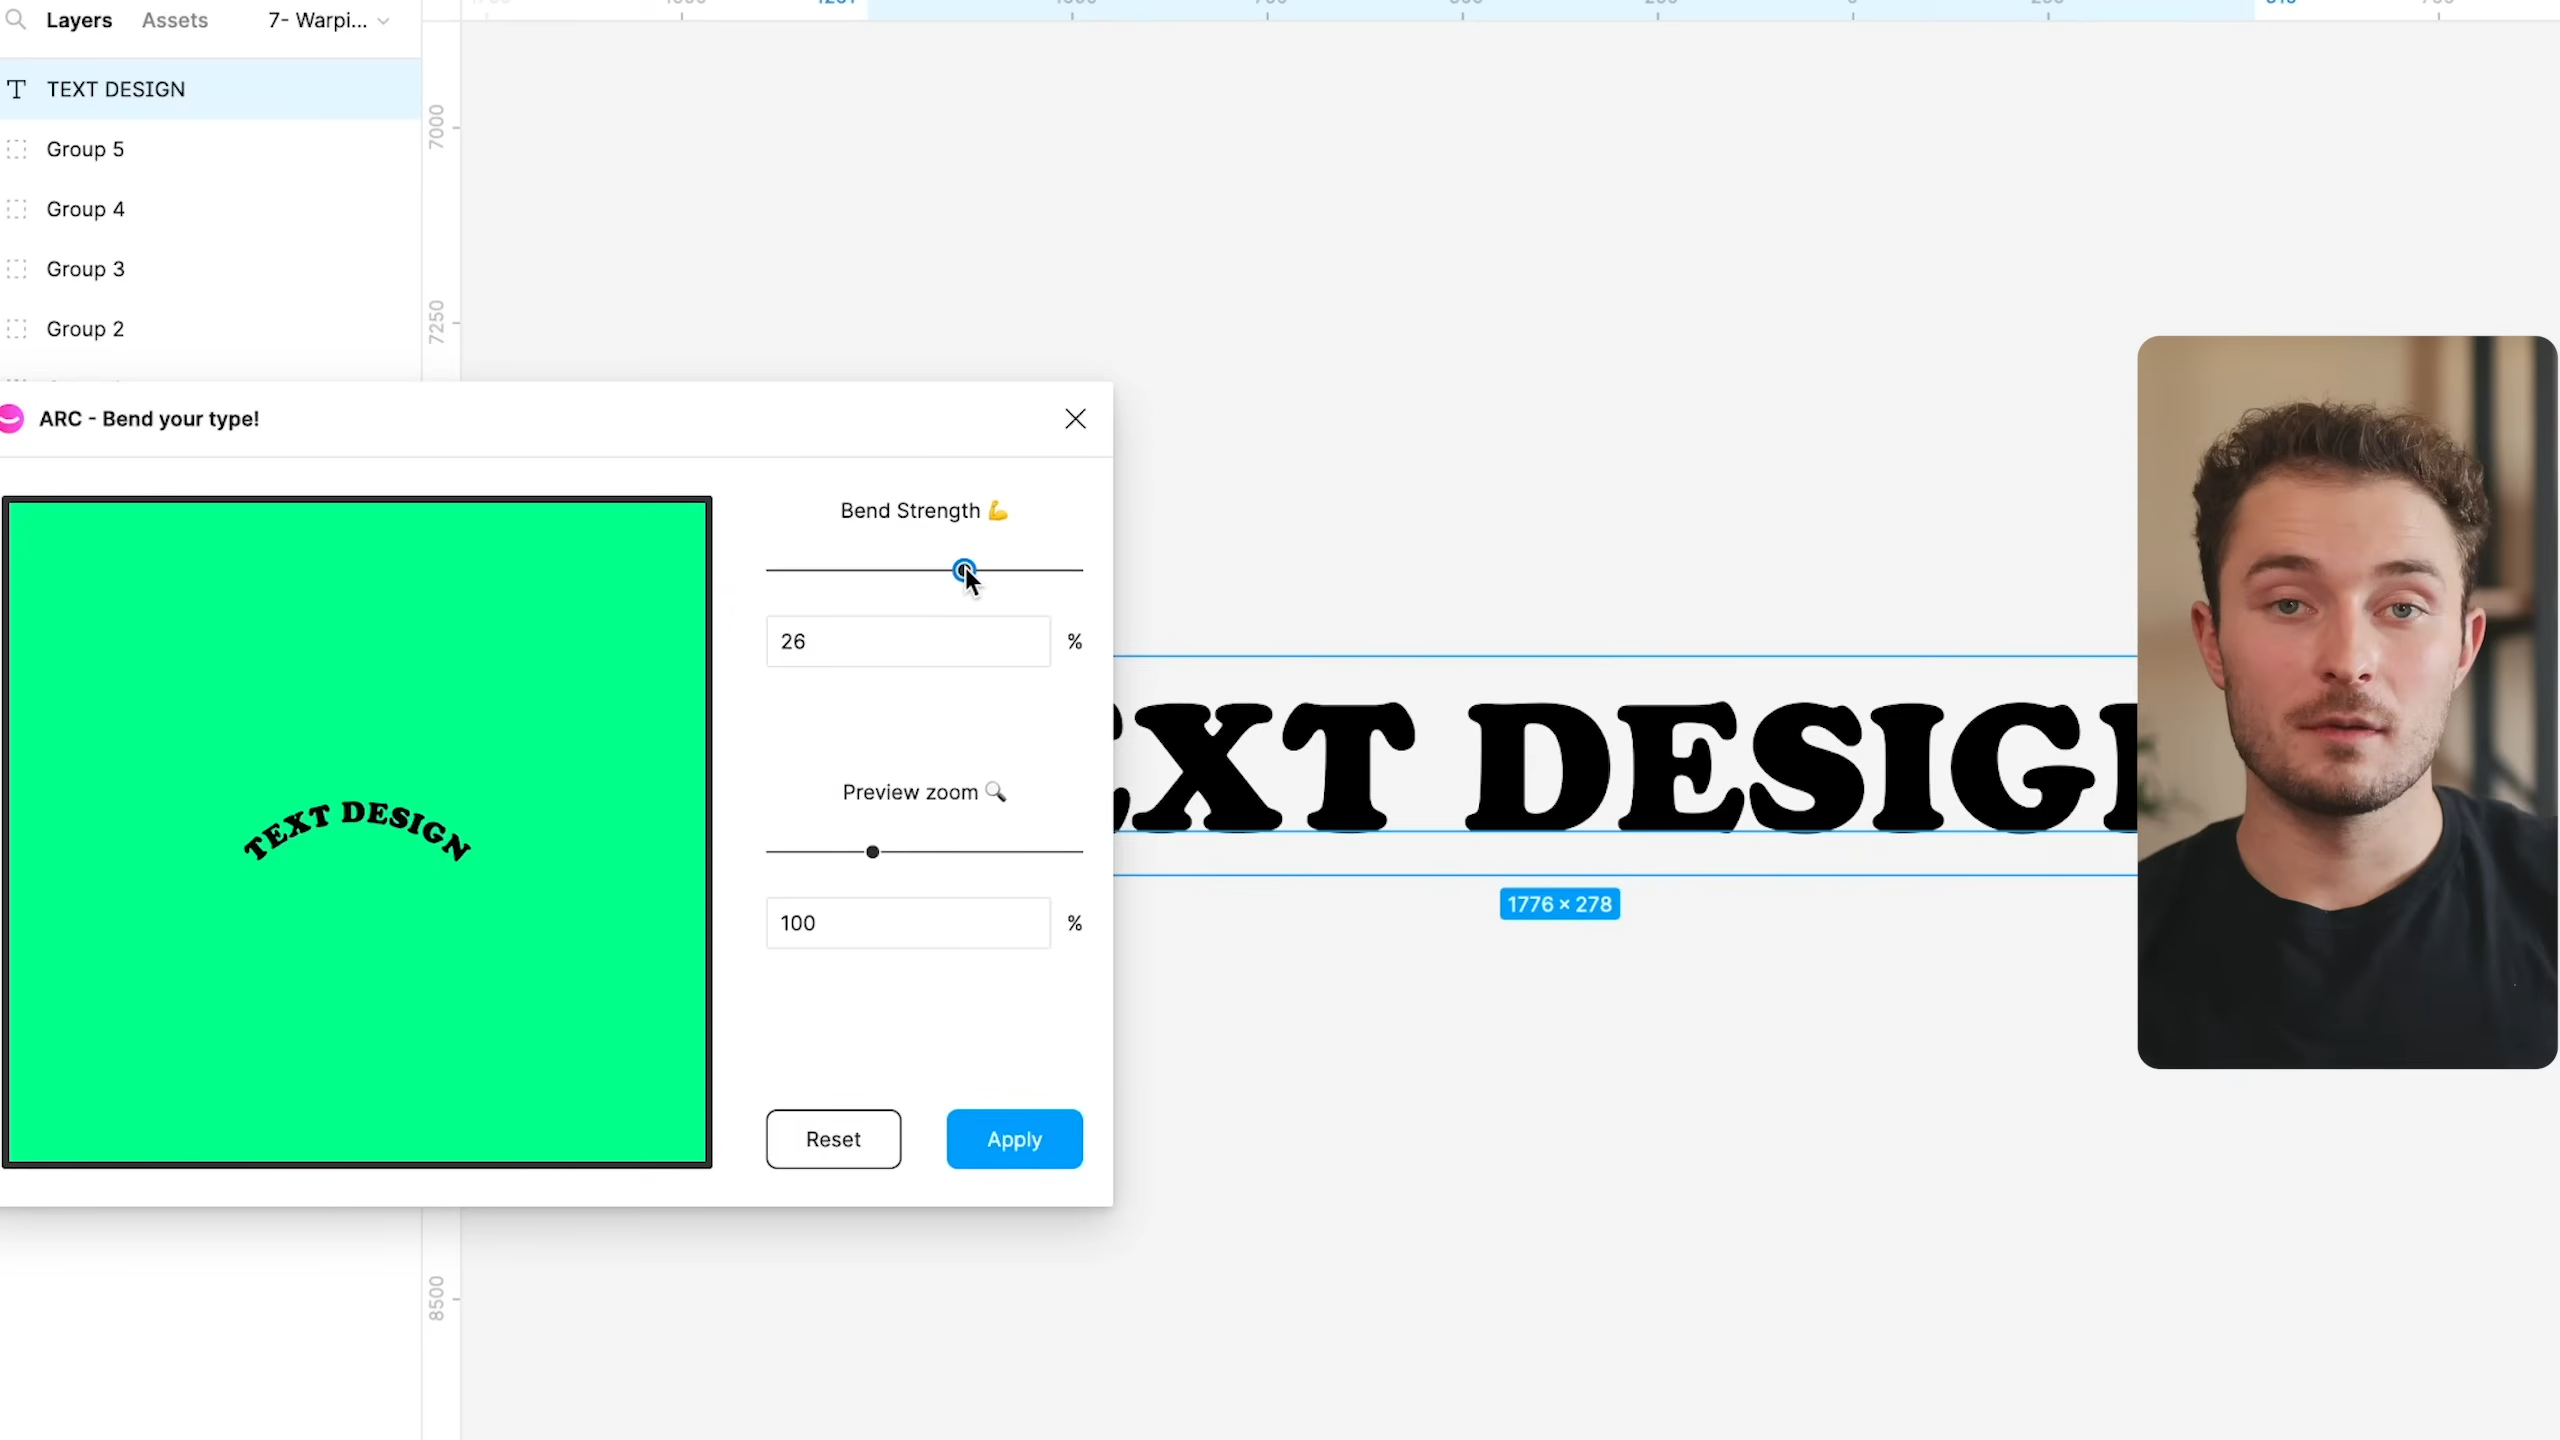 Layers Assets 7- Warpi...
TEXT DESIGN
Group 5
Group 4
Group 3
Group 2
7000
7250
ARC - Bend your type!
Bend Strength 💪
26 %
Preview zoom 🔍
100 %
Reset Apply
TEXT DESIGN
EXT DESIG
1776 × 278
8500